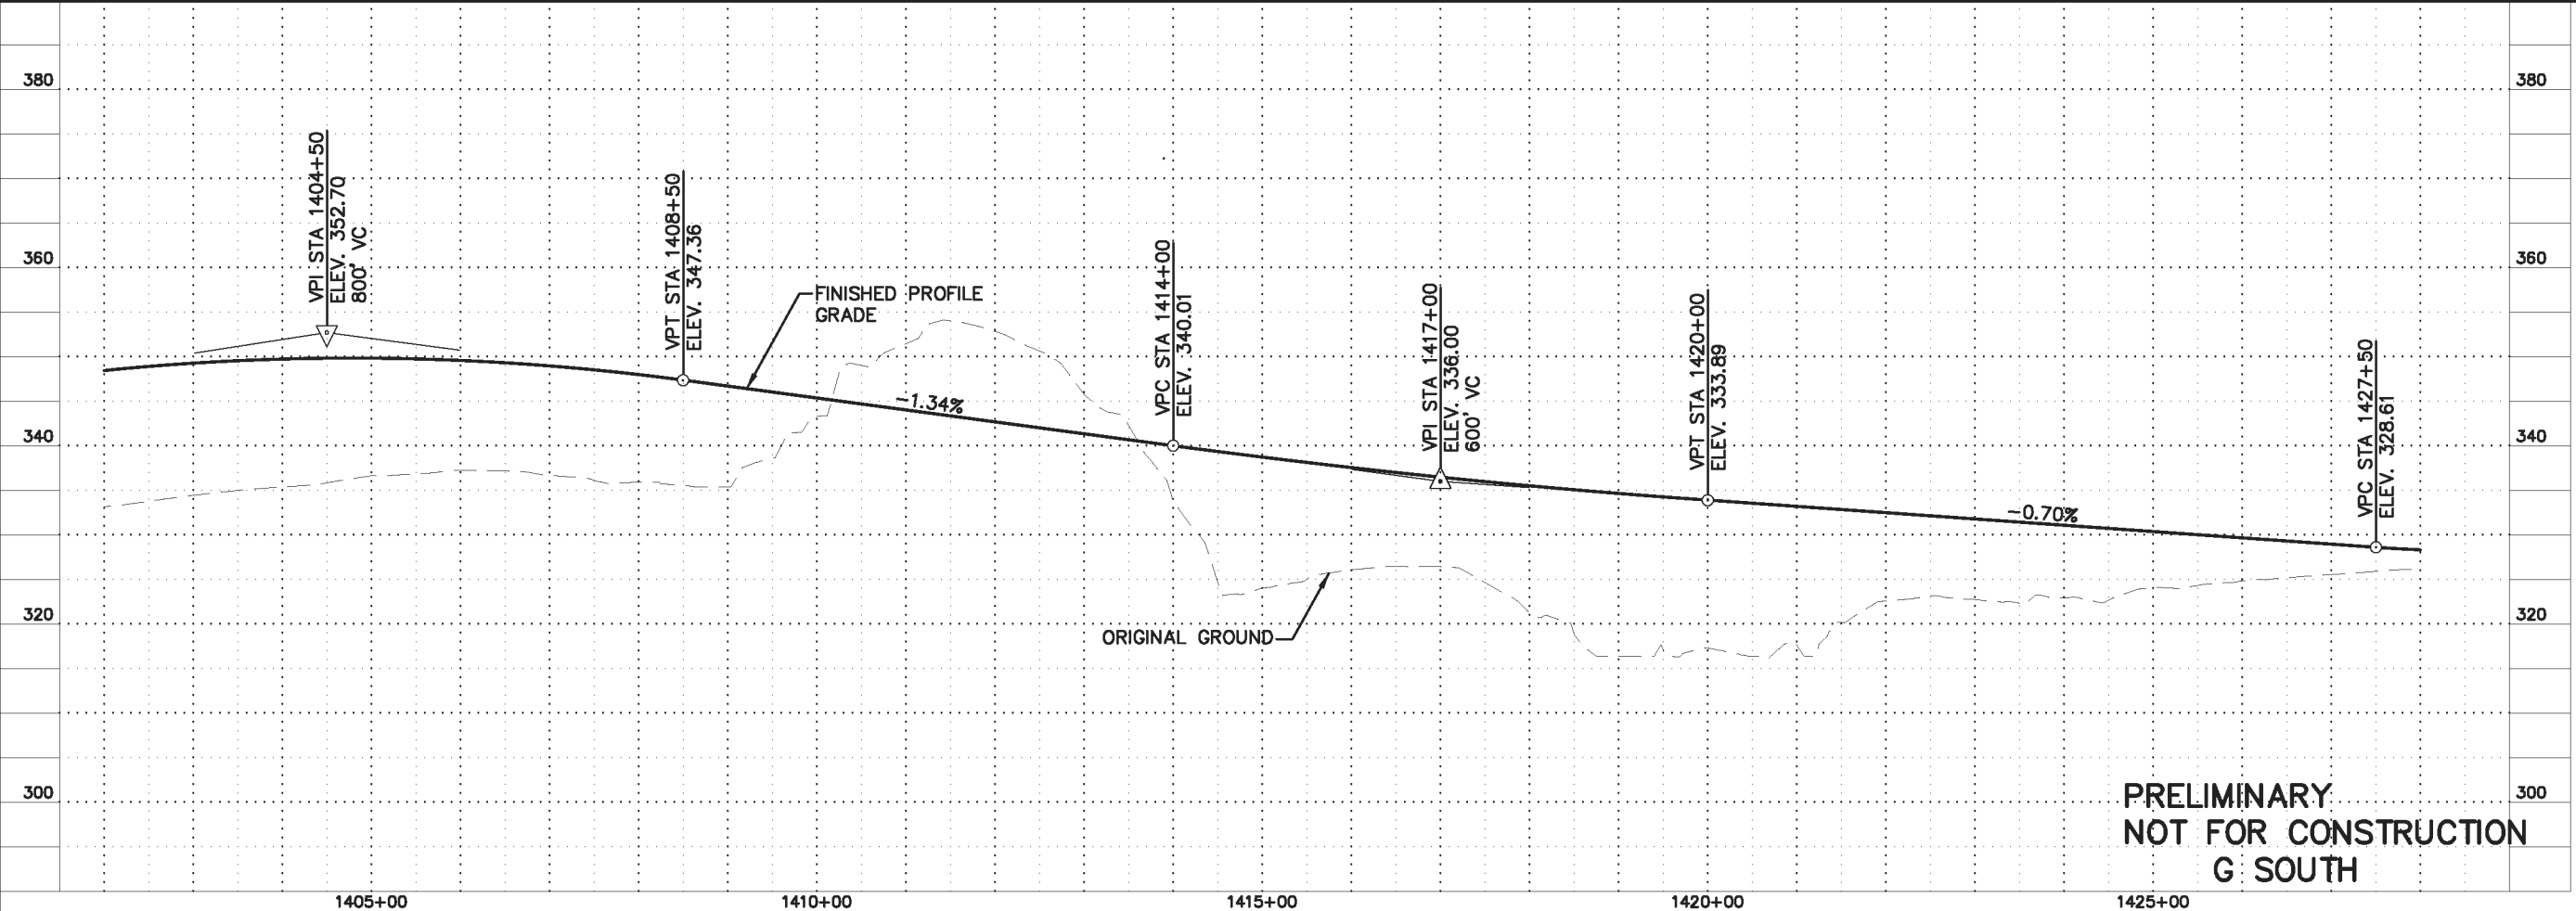 380
360
340
320
300
VPI STA 1404+50
ELEV. 352.70
800' VC
VPT STA 1408+50
ELEV. 347.36
FINISHED PROFILE
GRADE
-1.34%
VPC STA 1414+00
ELEV. 340.01
VPI STA 1417+00
ELEV. 336.00
600' VC
VPT STA 1420+00
ELEV. 333.89
-0.70%
VPC STA 1427+50
ELEV. 328.61
ORIGINAL GROUND
380
360
340
320
300
PRELIMINARY
NOT FOR CONSTRUCTION
G SOUTH
1405+00
1410+00
1415+00
1420+00
1425+00